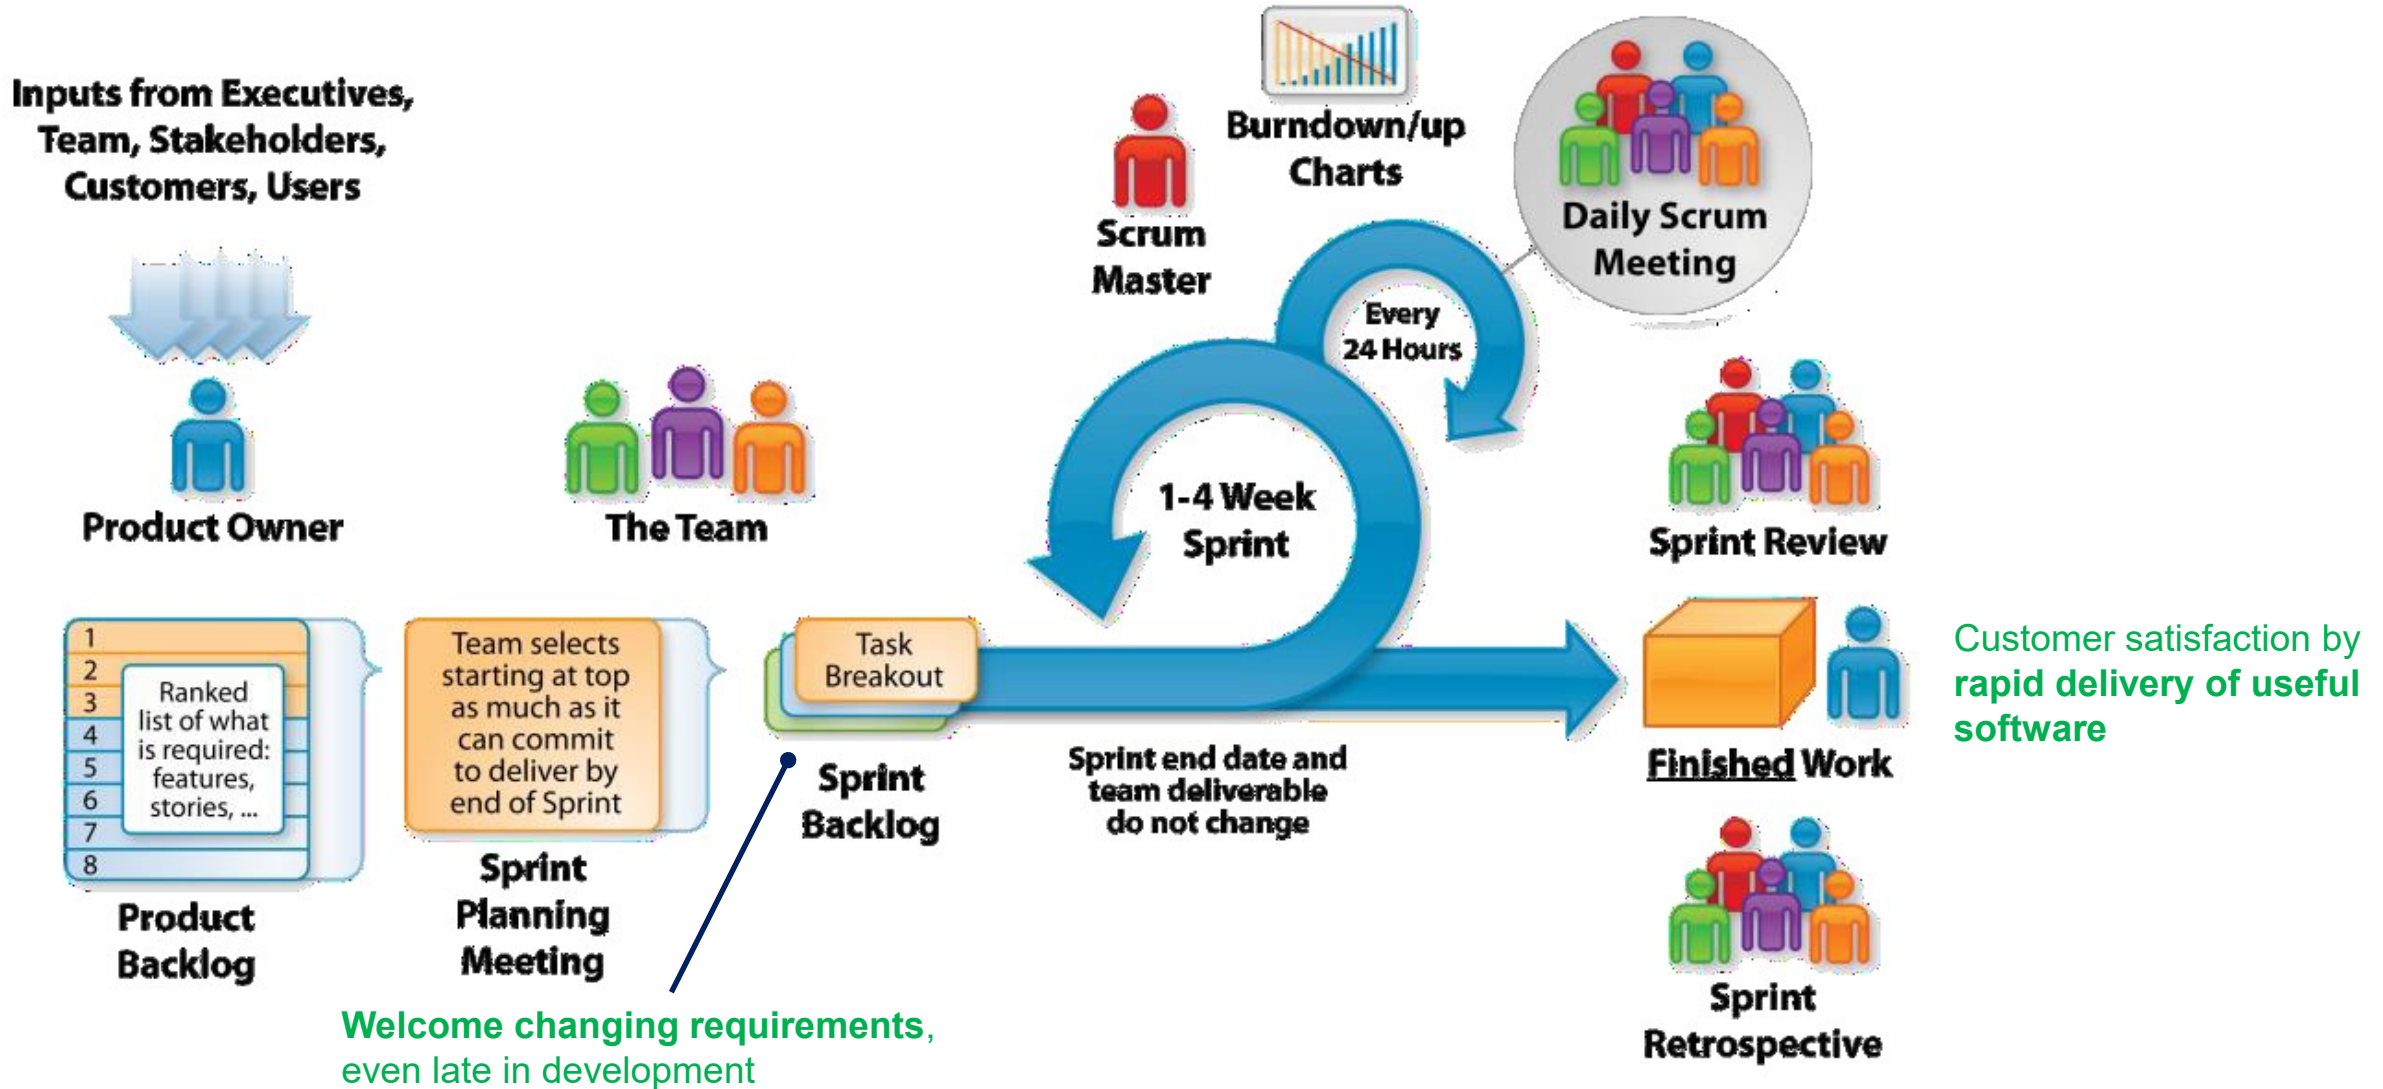 Inputs from Executives,
Team, Stakeholders,
Customers, Users
Product Owner
The Team
Scrum
Master
Burndown/up
Charts
Daily Scrum
Meeting
Every
24 Hours
1-4 Week
Sprint
Sprint Review
1
2
3
4
5
6
7
8
Ranked
list of what
is required:
features,
stories, ...
Product
Backlog
Team selects
starting at top
as much as it
can commit
to deliver by
end of Sprint
Sprint
Planning
Meeting
Task
Breakout
Sprint
Backlog
Sprint end date and
team deliverable
do not change
Finished Work
Customer satisfaction by
rapid delivery of useful
software
Sprint
Retrospective
Welcome changing requirements,
even late in development